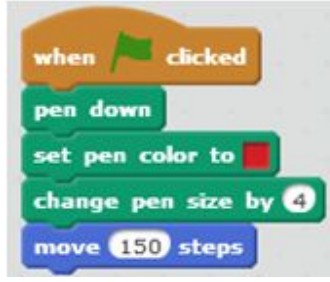 when clicked
pen down
set pen color to
change pen size by 4
move 150 steps